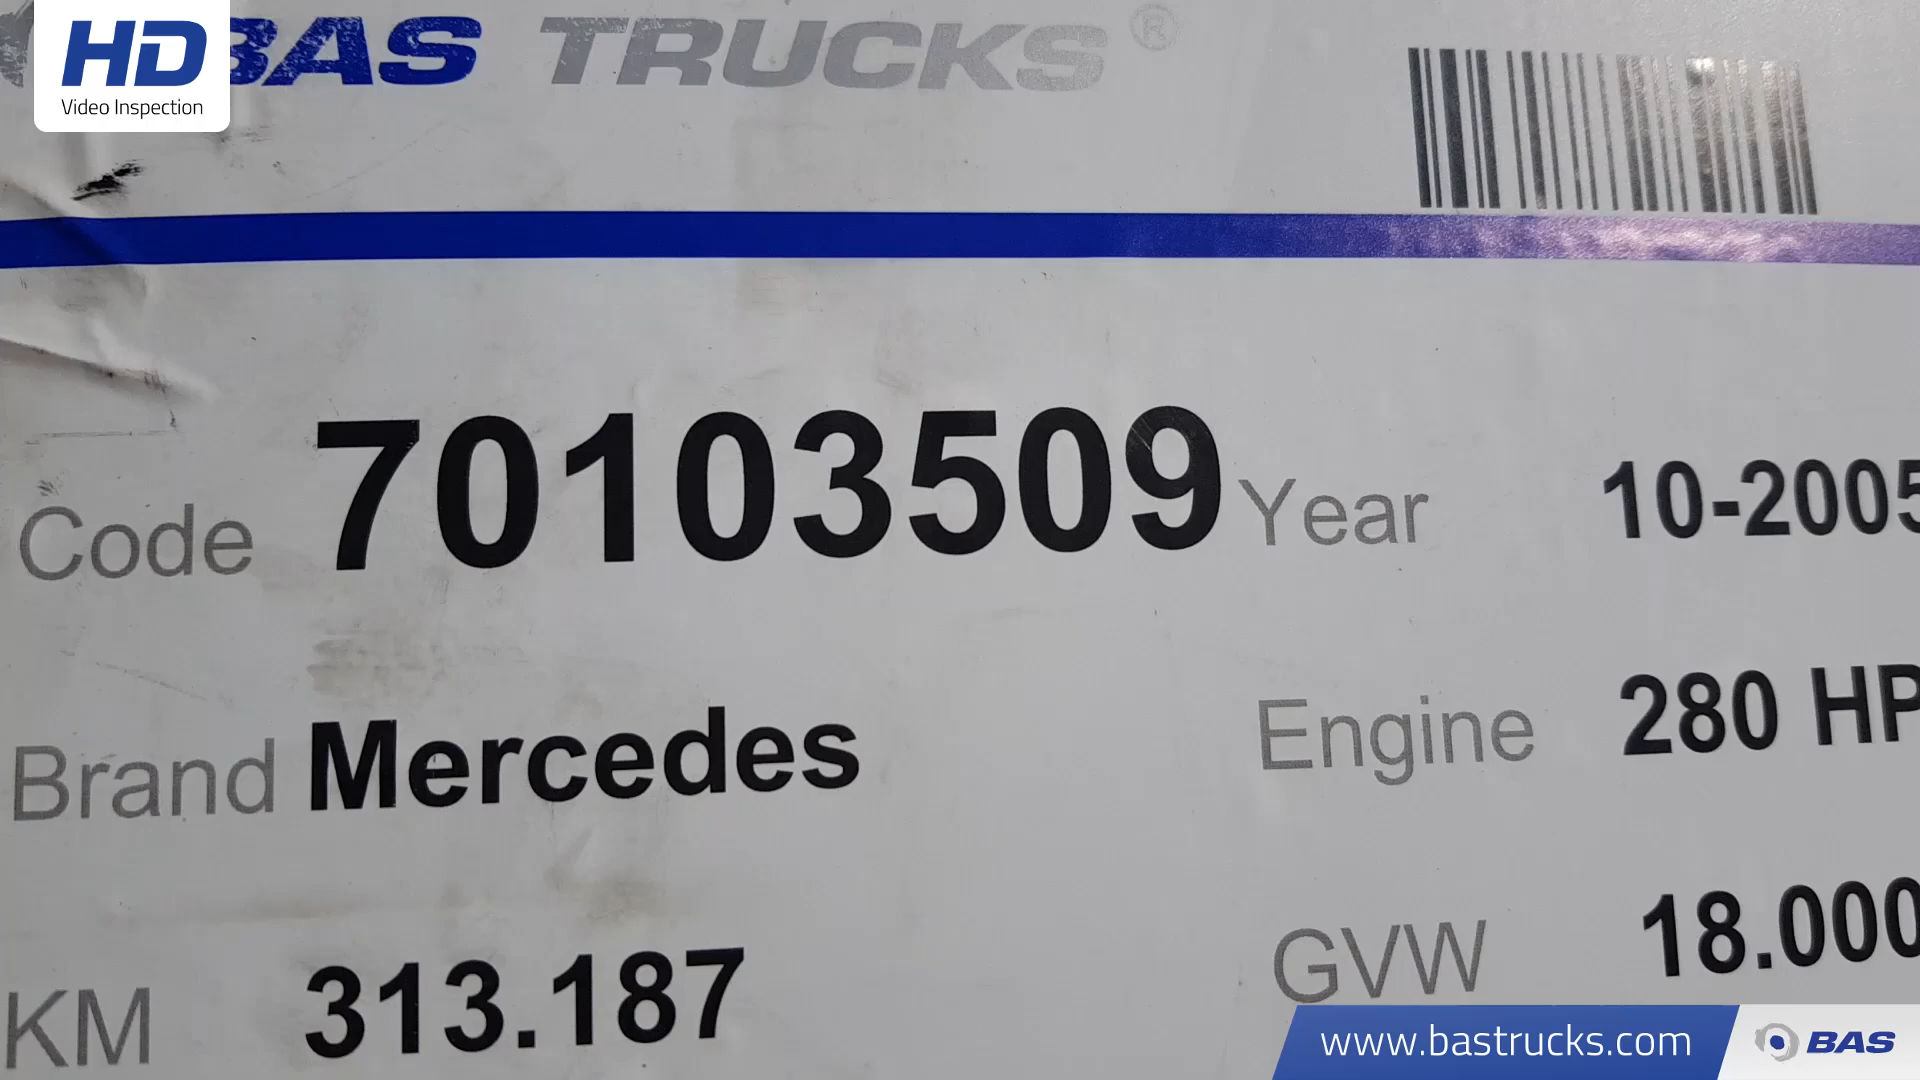 HD
Video Inspection
BAS TRUCKS®
Code 70103509 Year 10-2005
Brand Mercedes Engine 280 HP
KM 313.187 GVW 18.000
www.bastrucks.com BAS